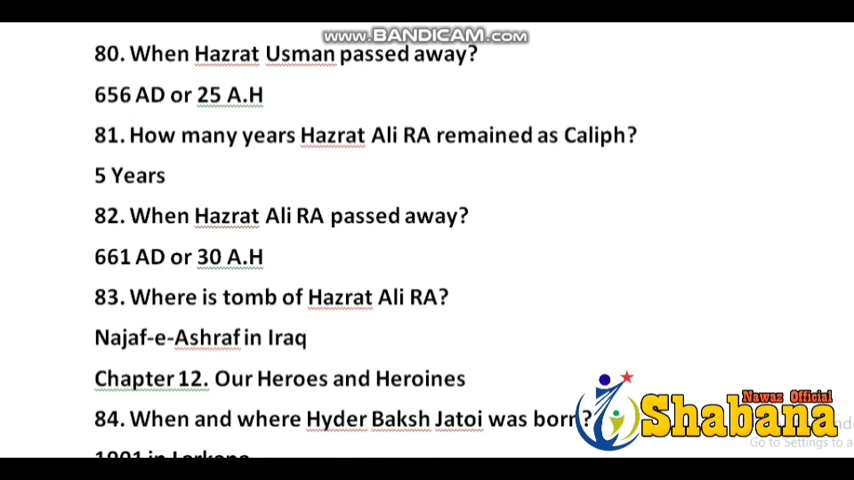 www.BANDICAM.com
80. When Hazrat Usman passed away?
656 AD or 25 A.H
81. How many years Hazrat Ali RA remained as Caliph?
5 Years
82. When Hazrat Ali RA passed away?
661 AD or 30 A.H
83. Where is tomb of Hazrat Ali RA?
Najaf-e-Ashraf in Iraq
Chapter 12. Our Heroes and Heroines
84. When and where Hyder Baksh Jatoi was born?
Nawaz Official
Shabana
Go to Settings to a
1901 in Larkana